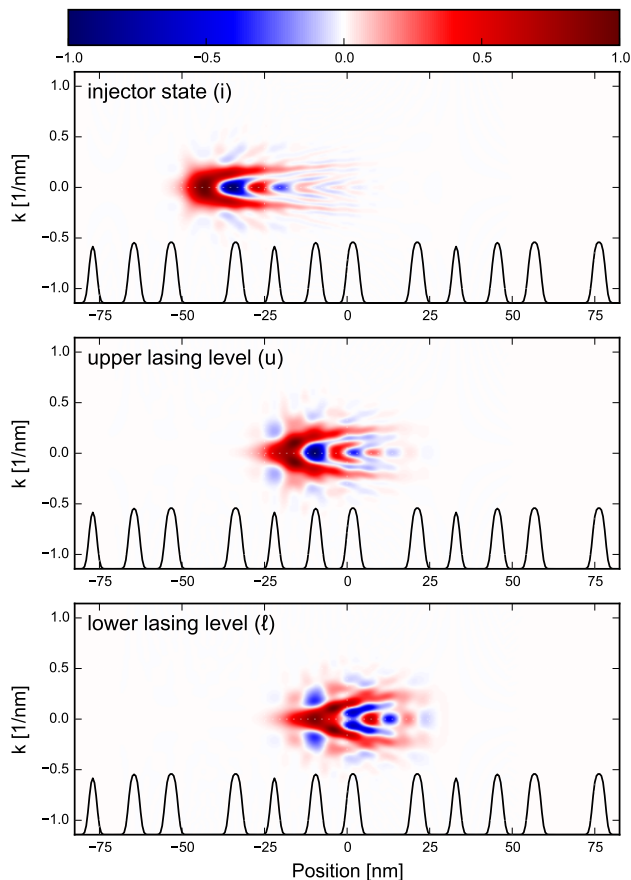 −1.0 −0.5 0.0 0.5 1.0
injector state (i)
k [1/nm]
1.0
0.5
0.0
−0.5
−1.0
−75 −50 −25 0 25 50 75
upper lasing level (u)
k [1/nm]
1.0
0.5
0.0
−0.5
−1.0
−75 −50 −25 0 25 50 75
lower lasing level (ℓ)
k [1/nm]
1.0
0.5
0.0
−0.5
−1.0
−75 −50 −25 0 25 50 75
Position [nm]